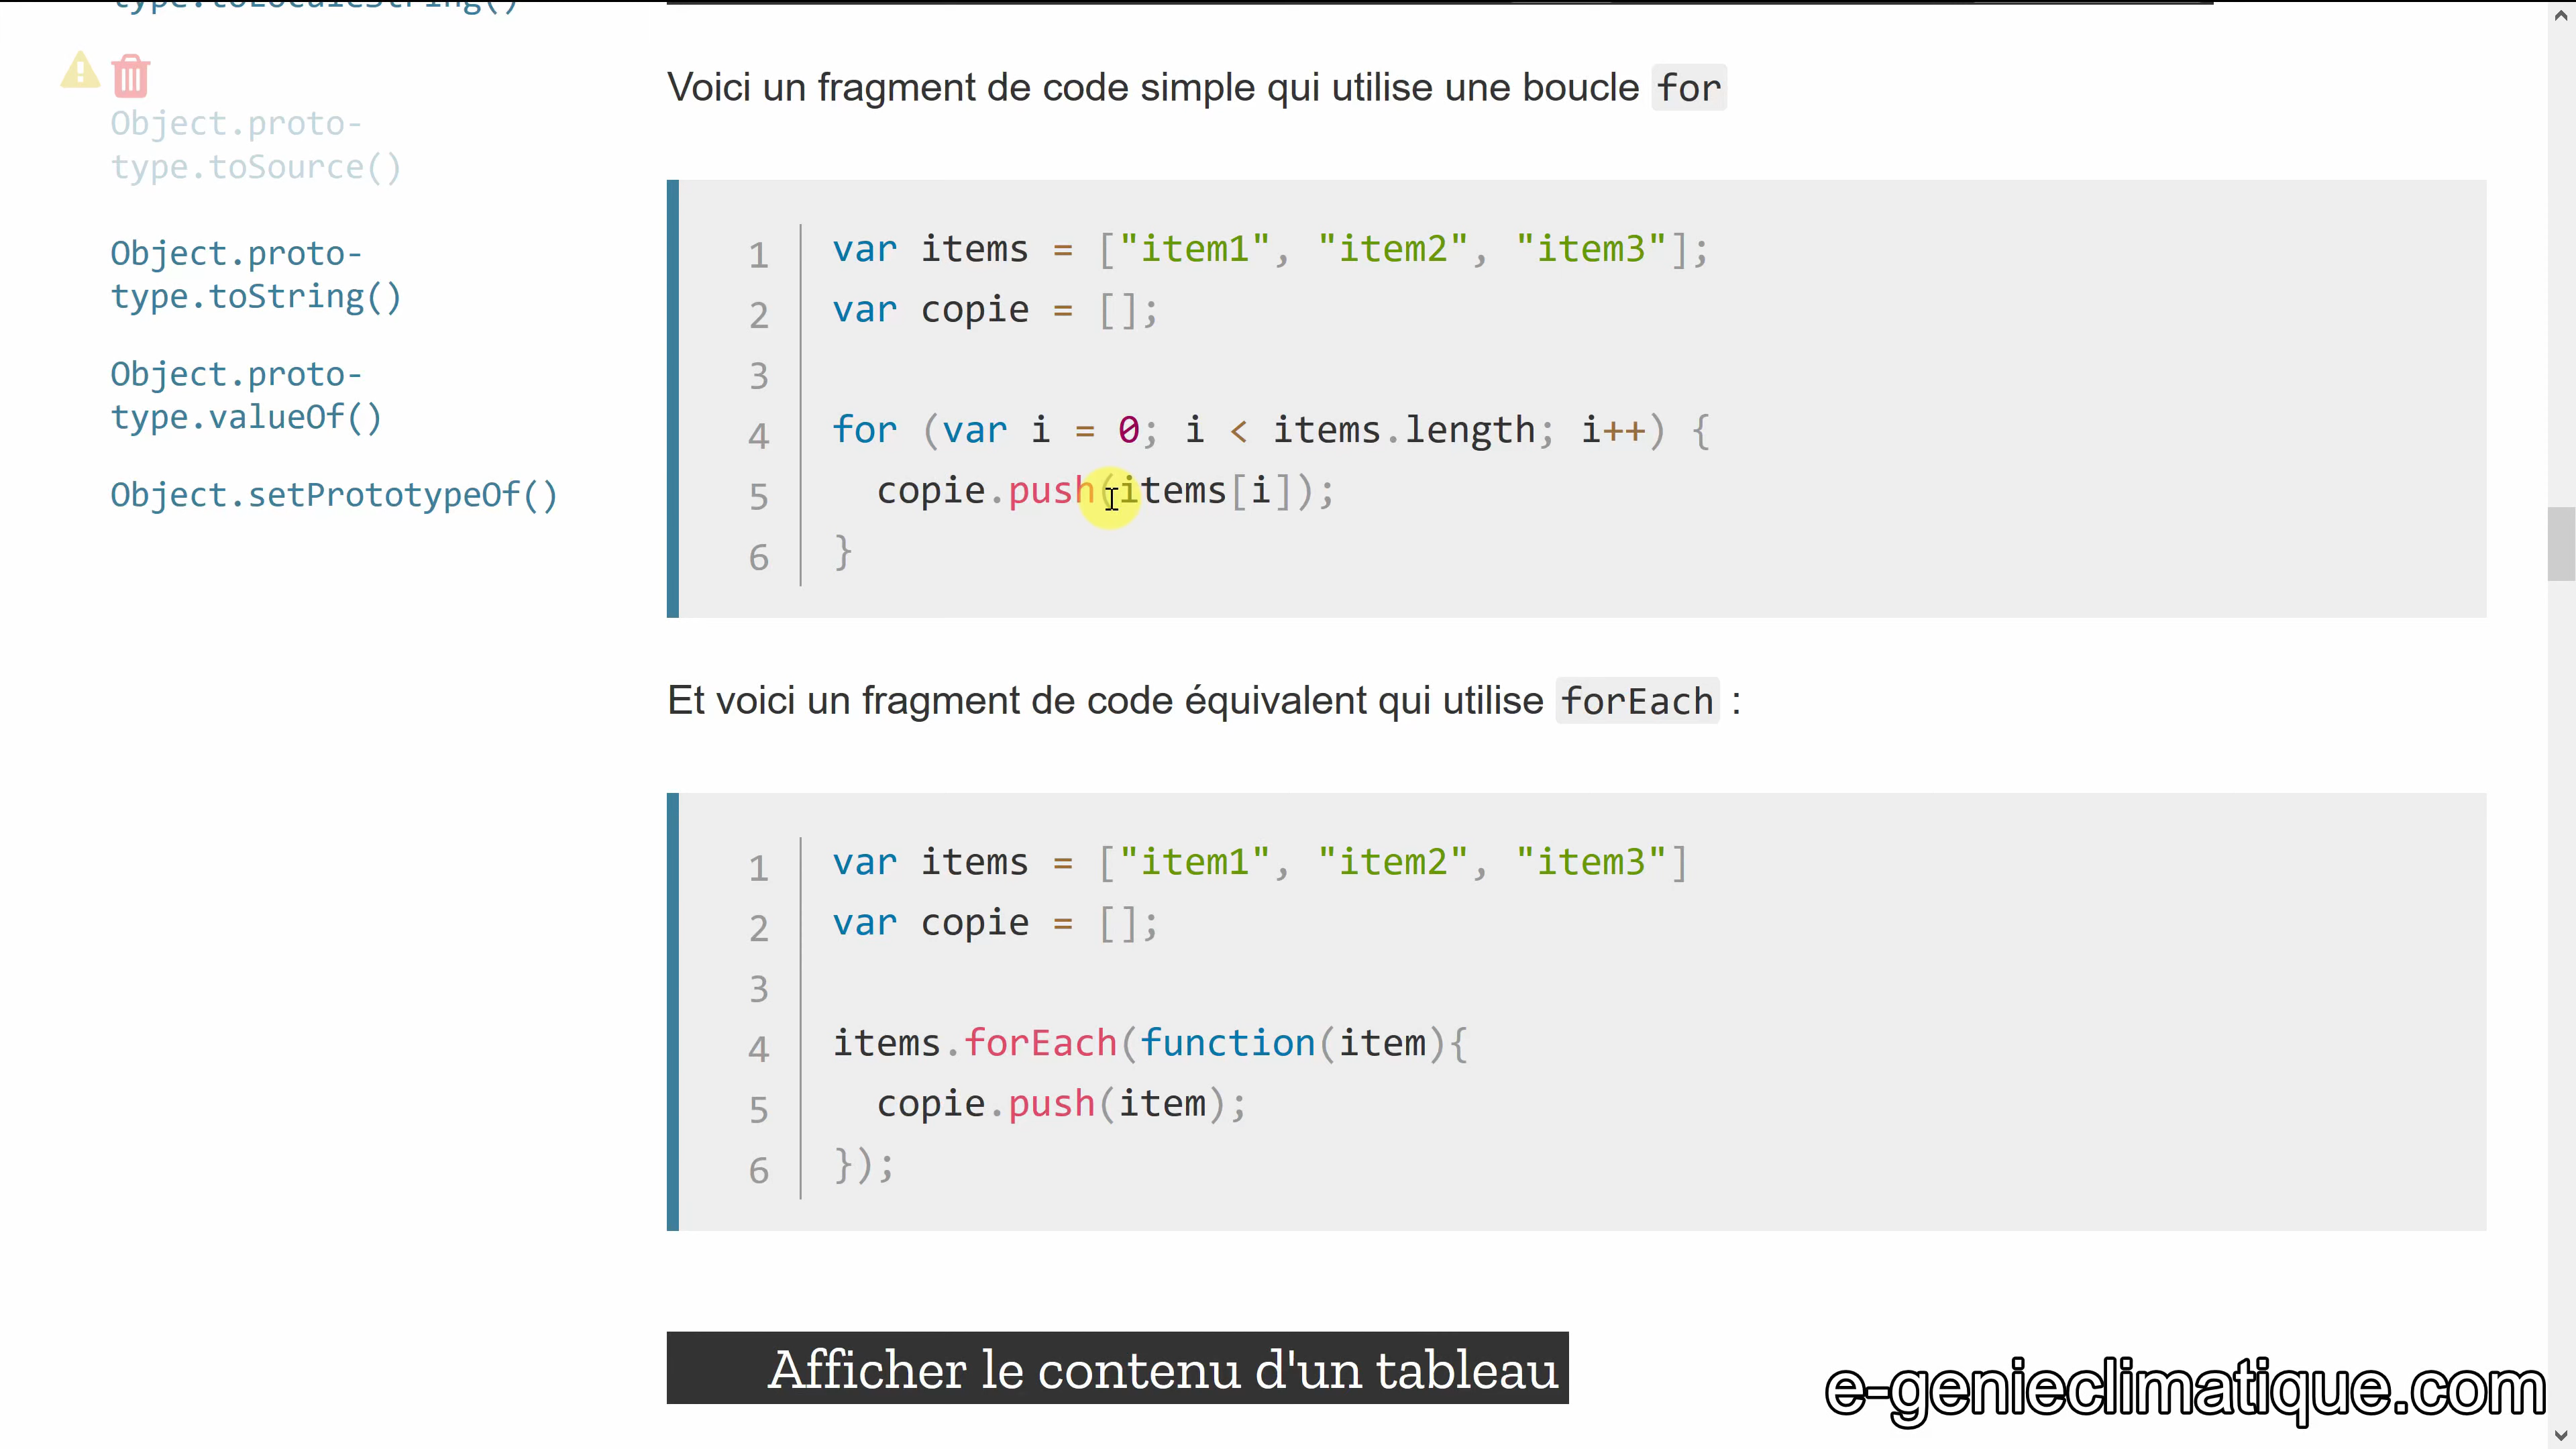 type.toLocaleString()
Object.proto-
type.toSource()
Object.proto-
type.toString()
Object.proto-
type.valueOf()
Object.setPrototypeOf()
Voici un fragment de code simple qui utilise une boucle for
1 var items = ["item1", "item2", "item3"];
2 var copie = [];
3
4 for (var i = 0; i < items.length; i++) {
5 copie.push(items[i]);
6 }
Et voici un fragment de code équivalent qui utilise forEach :
1 var items = ["item1", "item2", "item3"]
2 var copie = [];
3
4 items.forEach(function(item){
5 copie.push(item);
6 });
Afficher le contenu d'un tableau
e-genieclimatique.com